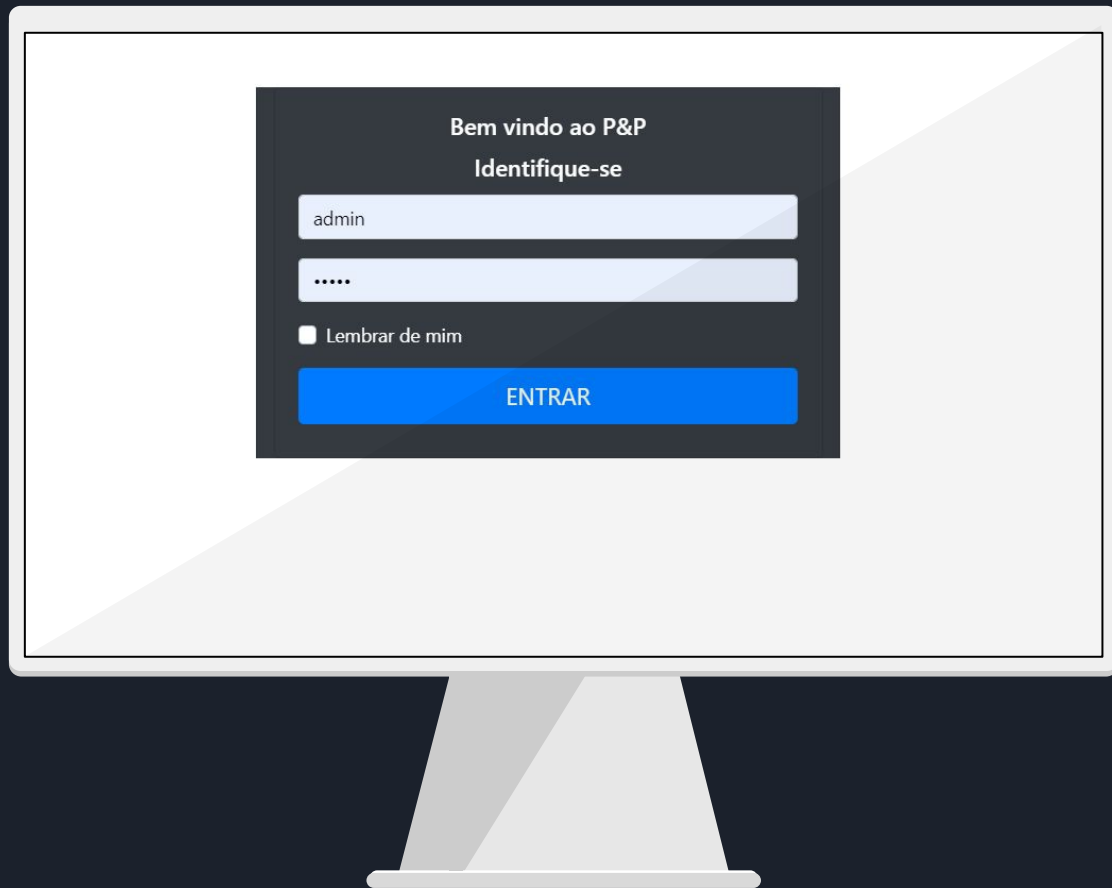 Bem vindo ao P&P
Identifique-se
admin
•••••
Lembrar de mim
ENTRAR